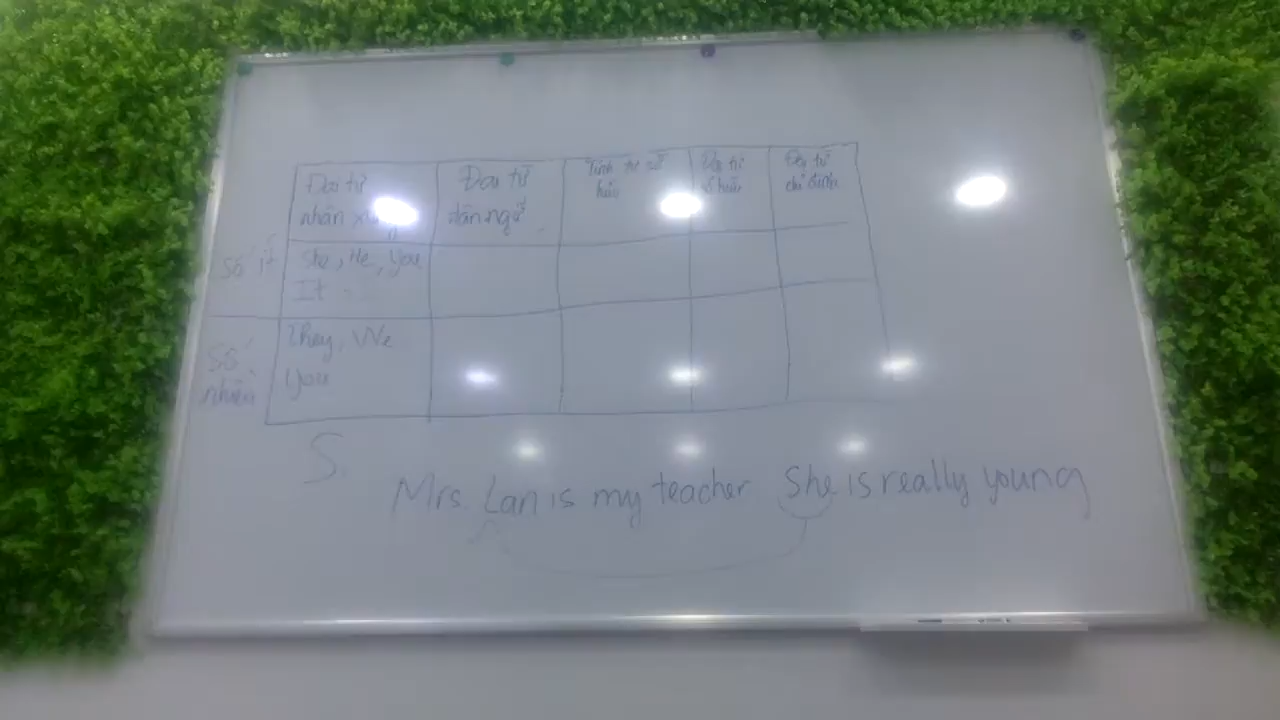 Đại từ
nhân xưng
Đại từ
tân ngữ
Tính từ sở
hữu
Đại từ
sở hữu
Đại từ
chỉ định
Số ít
She, He, You
It
Số
nhiều
They, We
you
S.
Mrs. Lan is my teacher She is really young